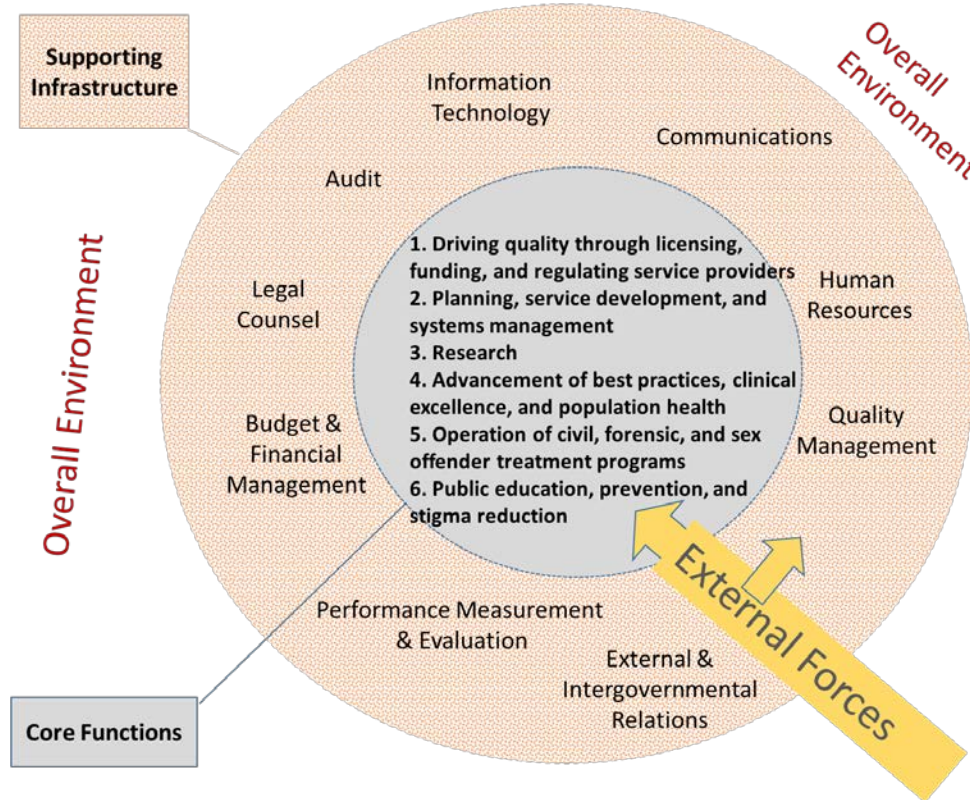 Supporting
Infrastructure
Overall
Environment
Information
Technology
Communications
Audit
1. Driving quality through licensing,
funding, and regulating service providers
2. Planning, service development, and
systems management
3. Research
4. Advancement of best practices, clinical
excellence, and population health
5. Operation of civil, forensic, and sex
offender treatment programs
6. Public education, prevention, and
stigma reduction
Legal
Counsel
Human
Resources
Overall Environment
Budget &
Financial
Management
Quality
Management
External Forces
Performance Measurement
& Evaluation
External &
Intergovernmental
Relations
Core Functions